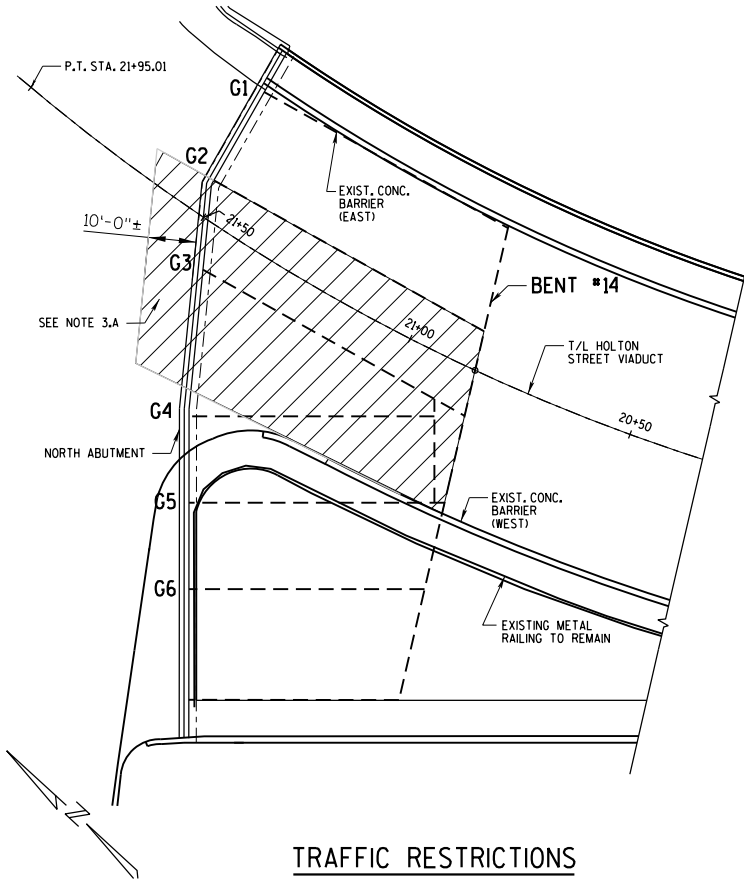 P.T. STA. 21+95.01
G1
G2
EXIST. CONC.
BARRIER
(EAST)
10'-0"±
21+50
G3
BENT #14
SEE NOTE 3.A
21+00
T/L HOLTON
STREET VIADUCT
20+50
G4
NORTH ABUTMENT
G5
EXIST. CONC.
BARRIER
(WEST)
G6
EXISTING METAL
RAILING TO REMAIN
N
TRAFFIC RESTRICTIONS